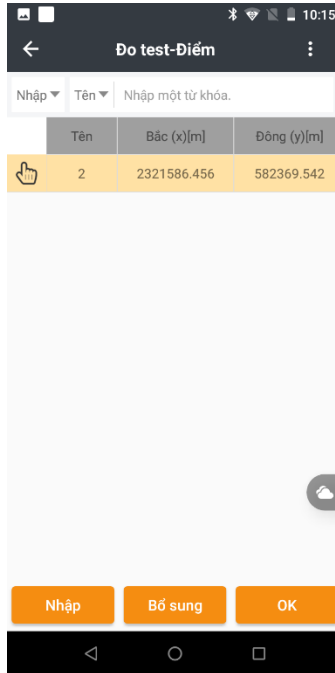 10:15
Đo test-Điểm
Nhập Tên Nhập một từ khóa.
Tên Bắc (x)[m] Đông (y)[m]
2 2321586.456 582369.542
Nhập Bổ sung OK